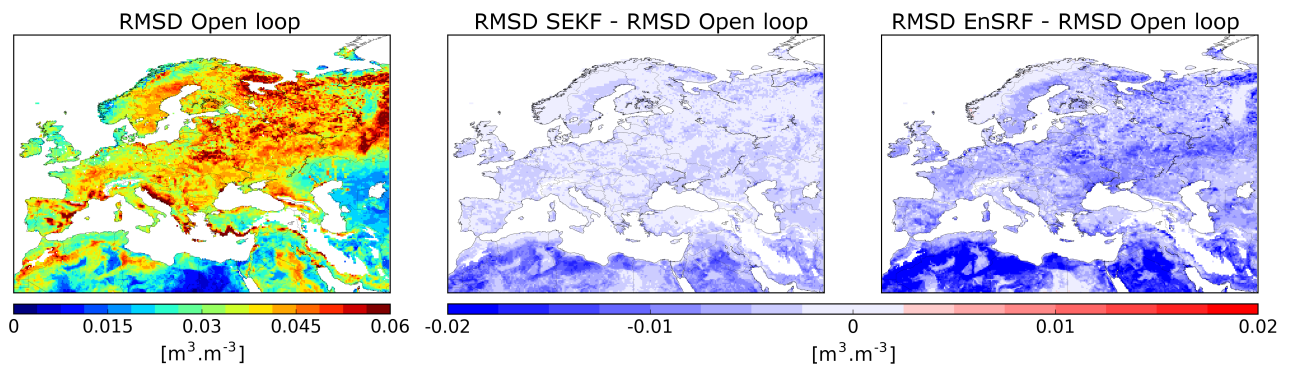 RMSD Open loop
RMSD SEKF - RMSD Open loop
RMSD EnSRF - RMSD Open loop
0 0.015 0.03 0.045 0.06
[m³.m⁻³]
-0.02 -0.01 0 0.01 0.02
[m³.m⁻³]